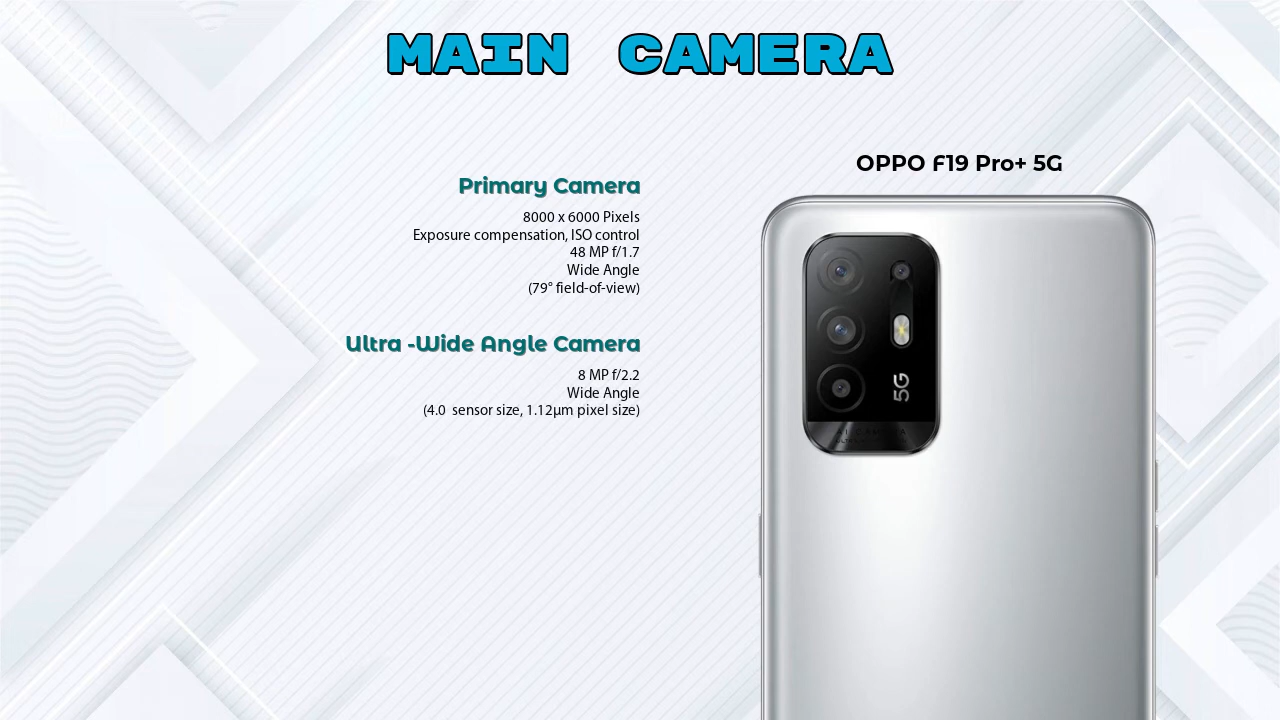 MAIN CAMERA
OPPO F19 Pro+ 5G
Primary Camera
8000 x 6000 Pixels
Exposure compensation, ISO control
48 MP f/1.7
Wide Angle
(79° field-of-view)
Ultra -Wide Angle Camera
8 MP f/2.2
Wide Angle
(4.0 sensor size, 1.12μm pixel size)
5G